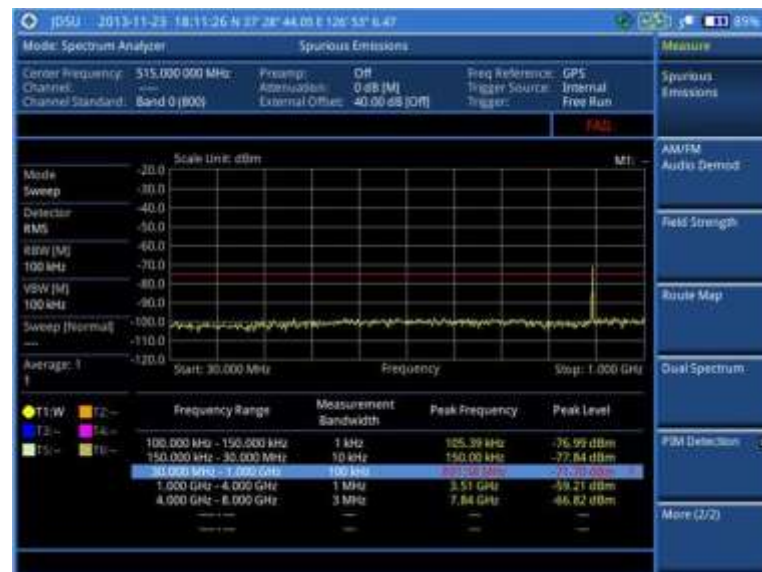 JDSU 2013-11-23 18:11:26 N 37° 28' 44.05 E 126° 53' 6.47 89%
Mode: Spectrum Analyzer Spurious Emissions Measure
Center Frequency: 515.000 000 MHz Preamp: Off Freq Reference: GPS
Channel: ---- Attenuation: 0 dB [M] Trigger Source: Internal
Channel Standard: Band 0 (800) External Offset: 40.00 dB [Off] Trigger: Free Run
FAIL
Spurious
Emissions
Scale Unit: dBm M1: --
Mode
Sweep
Detector
RMS
RBW [M]
100 kHz
VBW [M]
100 kHz
Sweep [Normal]
----
Average: 1
1
-20.0
-30.0
-40.0
-50.0
-60.0
-70.0
-80.0
-90.0
-100.0
-110.0
-120.0
Start: 30.000 MHz Frequency Stop: 1.000 GHz
T1:W T2:--
T3:-- T4:--
T5:-- T6:--
Frequency Range Measurement Bandwidth Peak Frequency Peak Level
100.000 kHz - 150.000 kHz 1 kHz 105.39 kHz -76.99 dBm
150.000 kHz - 30.000 MHz 10 kHz 150.00 kHz -77.84 dBm
30.000 MHz - 1.000 GHz 100 kHz
1.000 GHz - 4.000 GHz 1 MHz 3.51 GHz -59.21 dBm
4.000 GHz - 8.000 GHz 3 MHz 7.84 GHz -66.82 dBm
---- - ---- -- -- --
---- - ---- -- -- --
AM/FM
Audio Demod
Field Strength
Route Map
Dual Spectrum
PIM Detection
More (2/2)